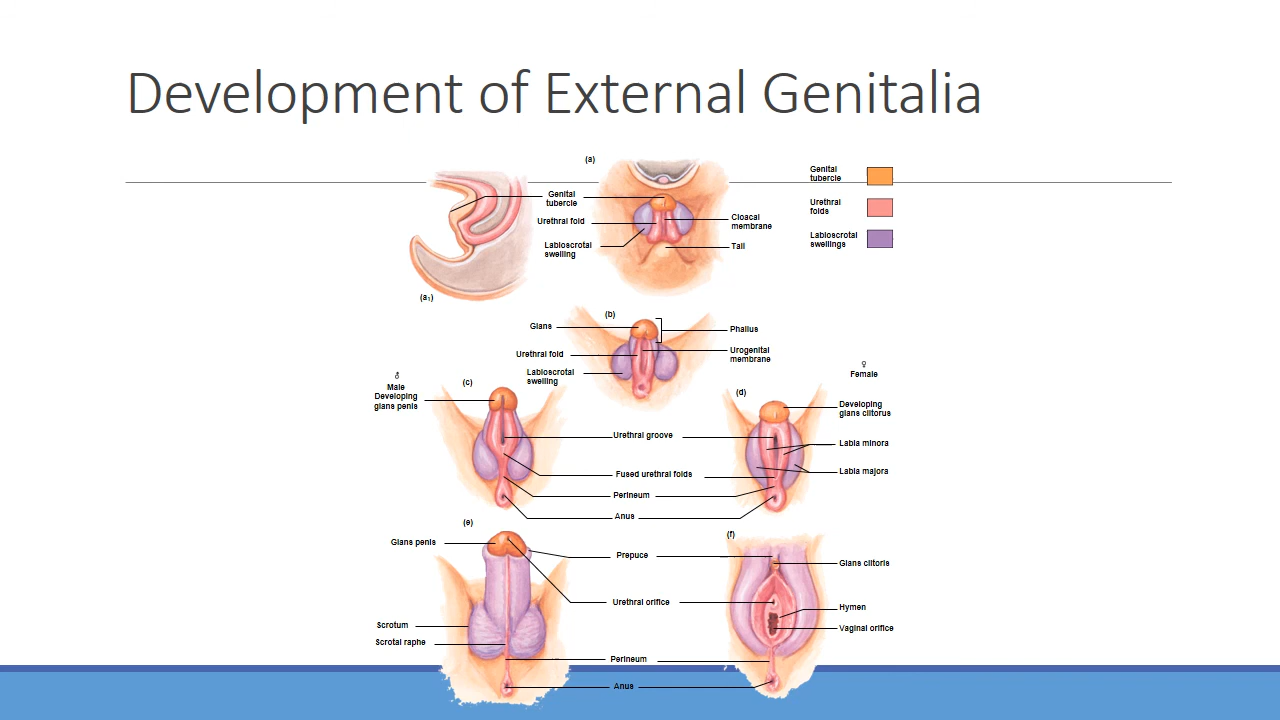 Development of External Genitalia
(a)
Genital
tubercle
Urethral fold
Labioscrotal
swelling
Cloacal
membrane
Tail
(a₁)
Genital
tubercle
Urethral
folds
Labioscrotal
swellings
(b)
Glans
Phallus
Urethral fold
Urogenital
membrane
Labioscrotal
swelling
♂
Male
Developing
glans penis
(c)
♀
Female
(d)
Developing
glans clitorus
Urethral groove
Labia minora
Fused urethral folds
Labia majora
Perineum
Anus
(e)
Glans penis
(f)
Prepuce
Glans clitoris
Urethral orifice
Hymen
Scrotum
Vaginal orifice
Scrotal raphe
Perineum
Anus